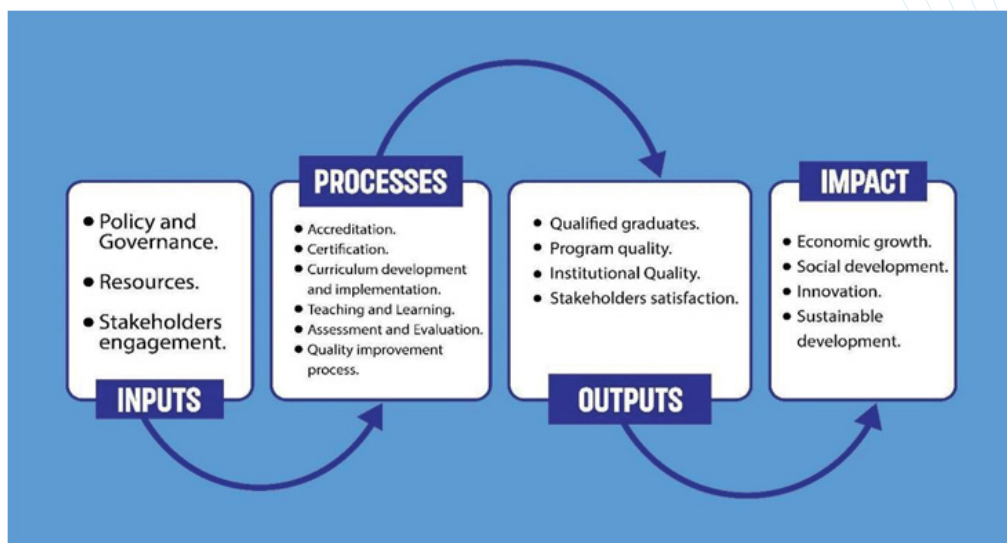 ● Policy and
Governance.
● Resources.
● Stakeholders
engagement.
INPUTS
PROCESSES
● Accreditation.
● Certification.
● Curriculum development
and implementation.
● Teaching and Learning.
● Assessment and Evaluation.
● Quality improvement
process.
● Qualified graduates.
● Program quality.
● Institutional Quality.
● Stakeholders satisfaction.
OUTPUTS
IMPACT
● Economic growth.
● Social development.
● Innovation.
● Sustainable
development.